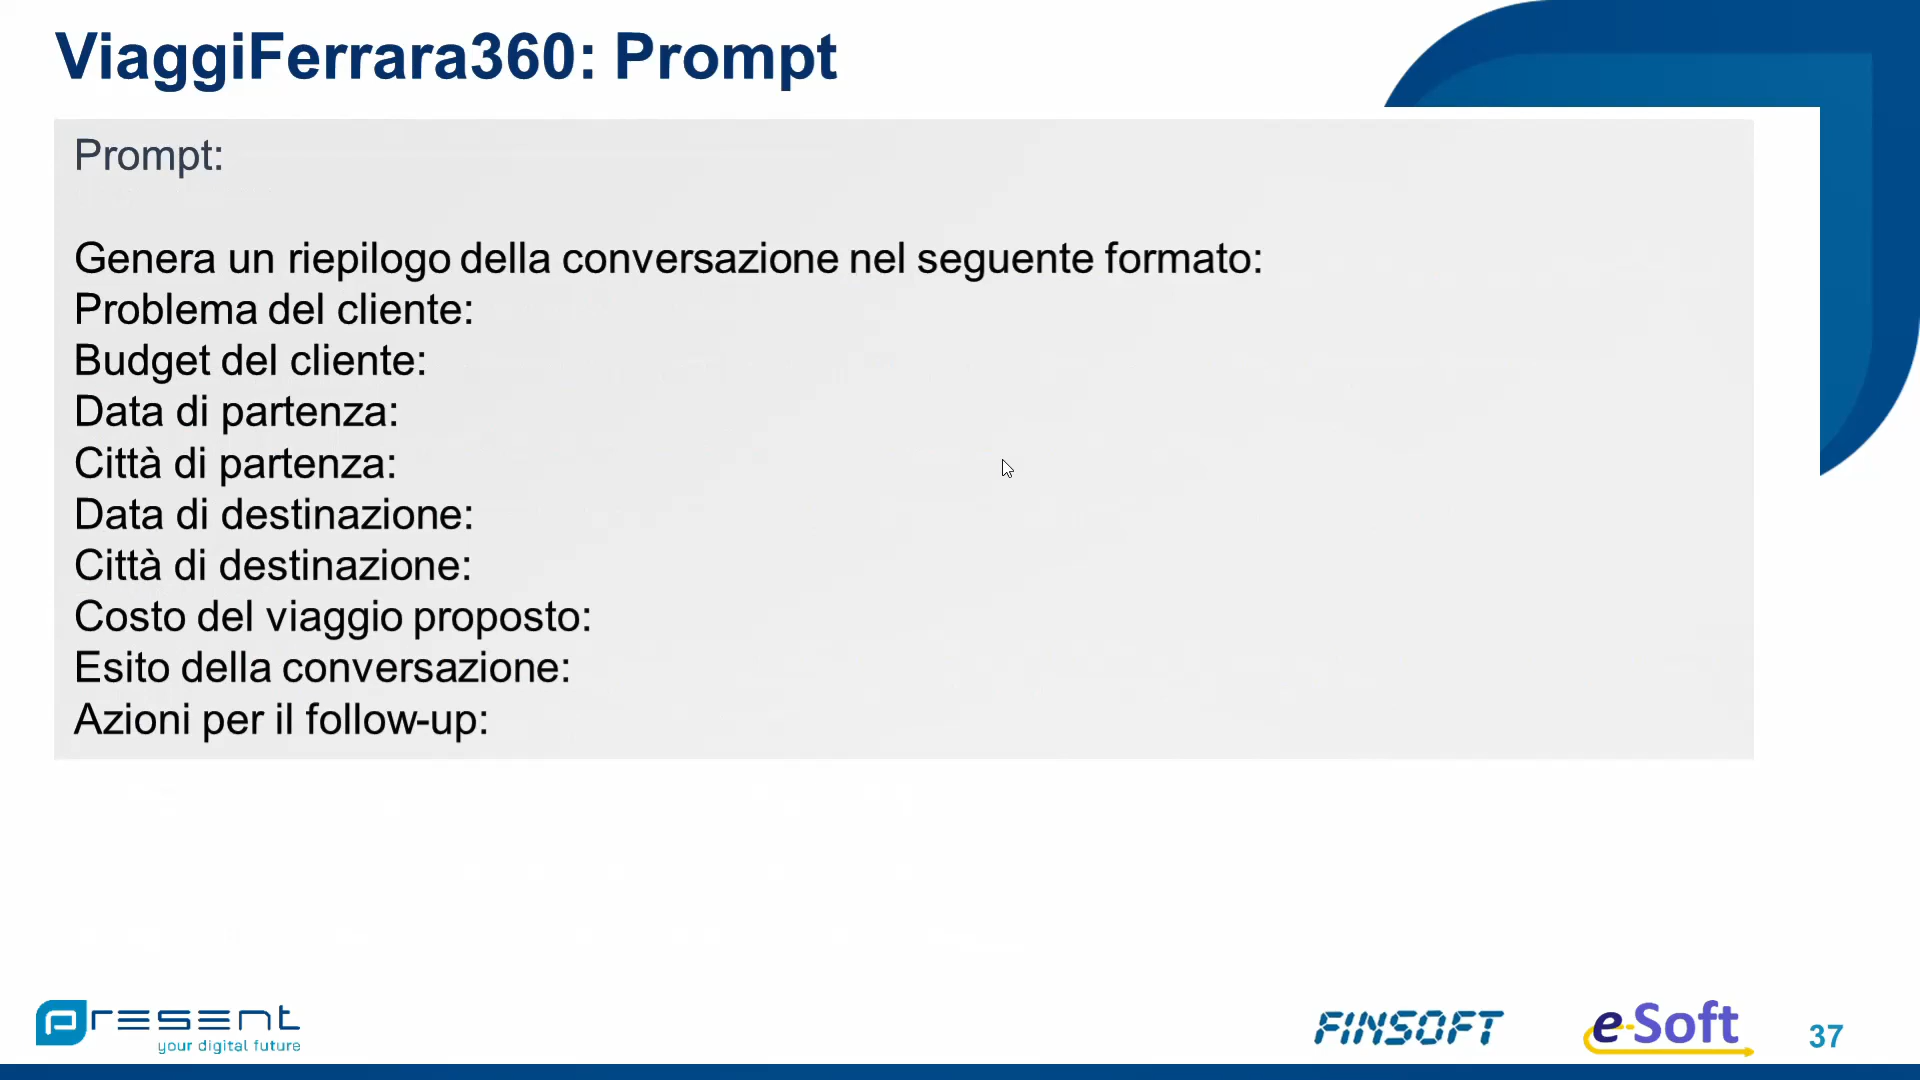 ViaggiFerrara360: Prompt
Prompt:
Genera un riepilogo della conversazione nel seguente formato:
Problema del cliente:
Budget del cliente:
Data di partenza:
Città di partenza:
Data di destinazione:
Città di destinazione:
Costo del viaggio proposto:
Esito della conversazione:
Azioni per il follow-up:
present
your digital future
FINSOFT
e-Soft
37